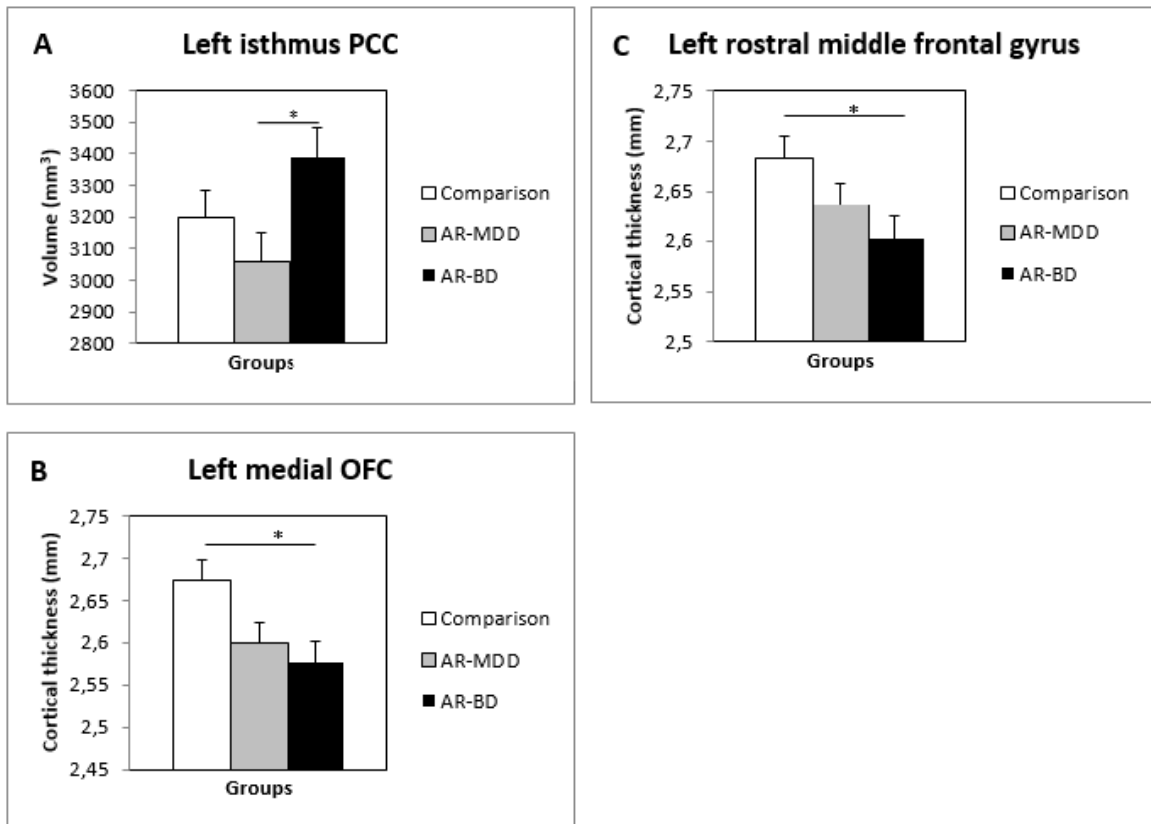 A
Left isthmus PCC
Volume (mm³)
3600
3500
3400
3300
3200
3100
3000
2900
2800
*
Groups
Comparison
AR-MDD
AR-BD
C
Left rostral middle frontal gyrus
Cortical thickness (mm)
2,75
2,7
2,65
2,6
2,55
2,5
*
Groups
Comparison
AR-MDD
AR-BD
B
Left medial OFC
Cortical thickness (mm)
2,75
2,7
2,65
2,6
2,55
2,5
2,45
*
Groups
Comparison
AR-MDD
AR-BD